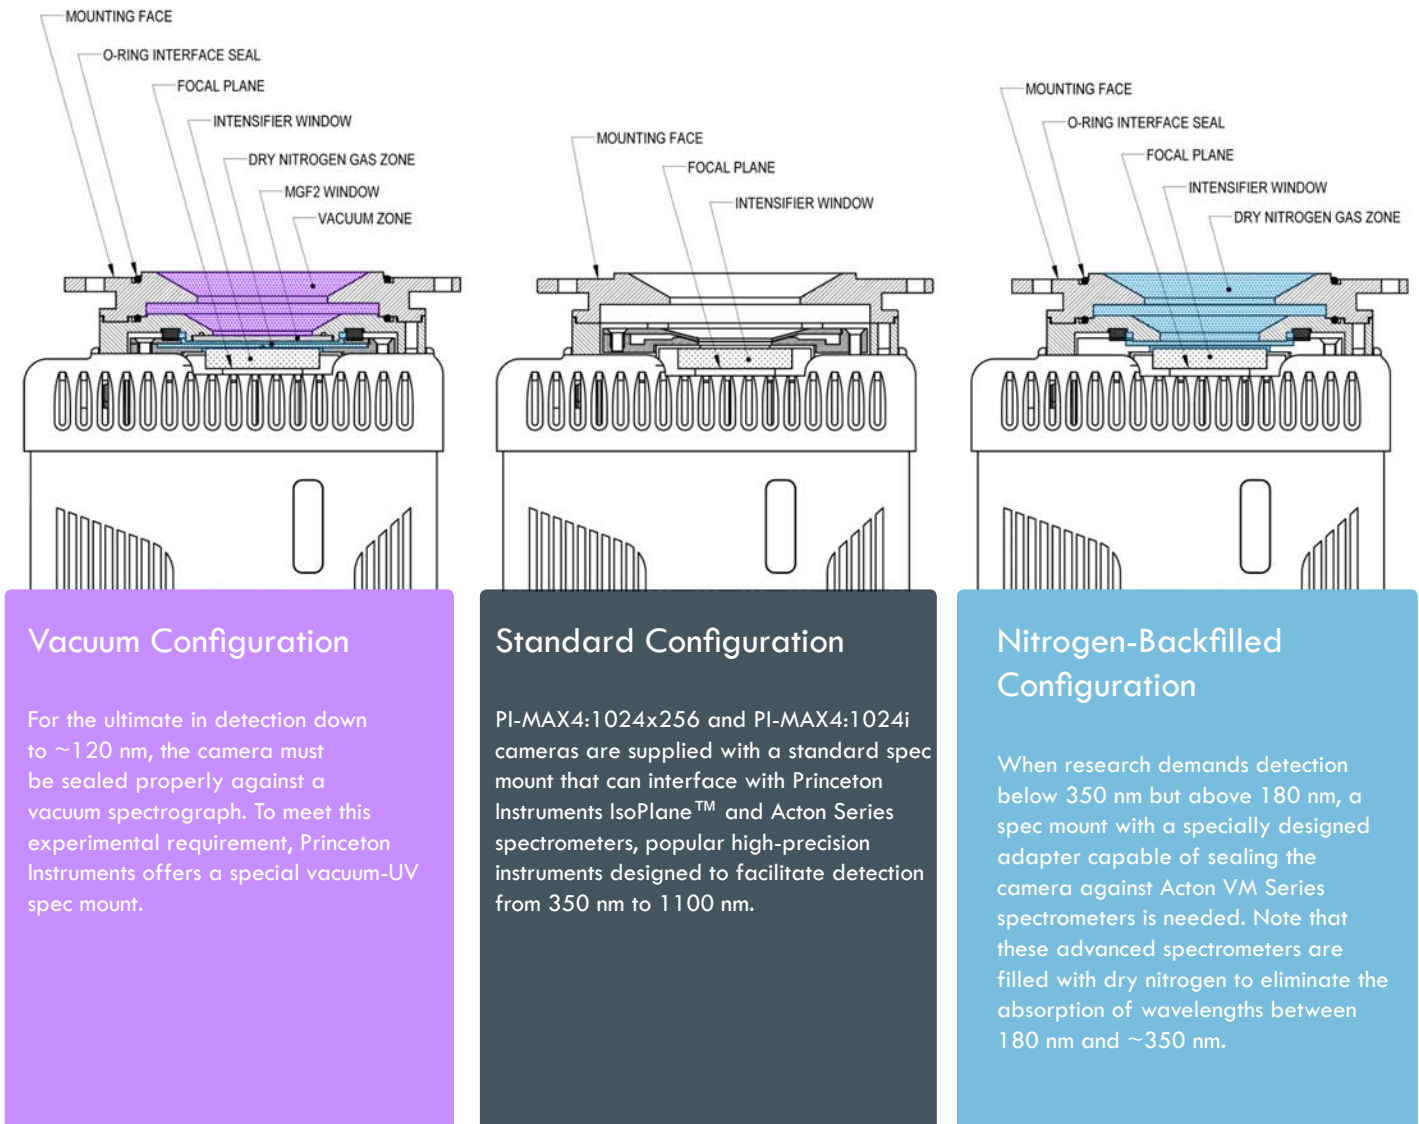 MOUNTING FACE
O-RING INTERFACE SEAL
FOCAL PLANE
INTENSIFIER WINDOW
DRY NITROGEN GAS ZONE
MGF2 WINDOW
VACUUM ZONE
MOUNTING FACE
FOCAL PLANE
INTENSIFIER WINDOW
MOUNTING FACE
O-RING INTERFACE SEAL
FOCAL PLANE
INTENSIFIER WINDOW
DRY NITROGEN GAS ZONE
Vacuum Configuration
For the ultimate in detection down
to ~120 nm, the camera must
be sealed properly against a
vacuum spectrograph. To meet this
experimental requirement, Princeton
Instruments offers a special vacuum-UV
spec mount.
Standard Configuration
PI-MAX4:1024x256 and PI-MAX4:1024i
cameras are supplied with a standard spec
mount that can interface with Princeton
Instruments IsoPlane™ and Acton Series
spectrometers, popular high-precision
instruments designed to facilitate detection
from 350 nm to 1100 nm.
Nitrogen-Backfilled
Configuration
When research demands detection
below 350 nm but above 180 nm, a
spec mount with a specially designed
adapter capable of sealing the
camera against Acton VM Series
spectrometers is needed. Note that
these advanced spectrometers are
filled with dry nitrogen to eliminate the
absorption of wavelengths between
180 nm and ~350 nm.